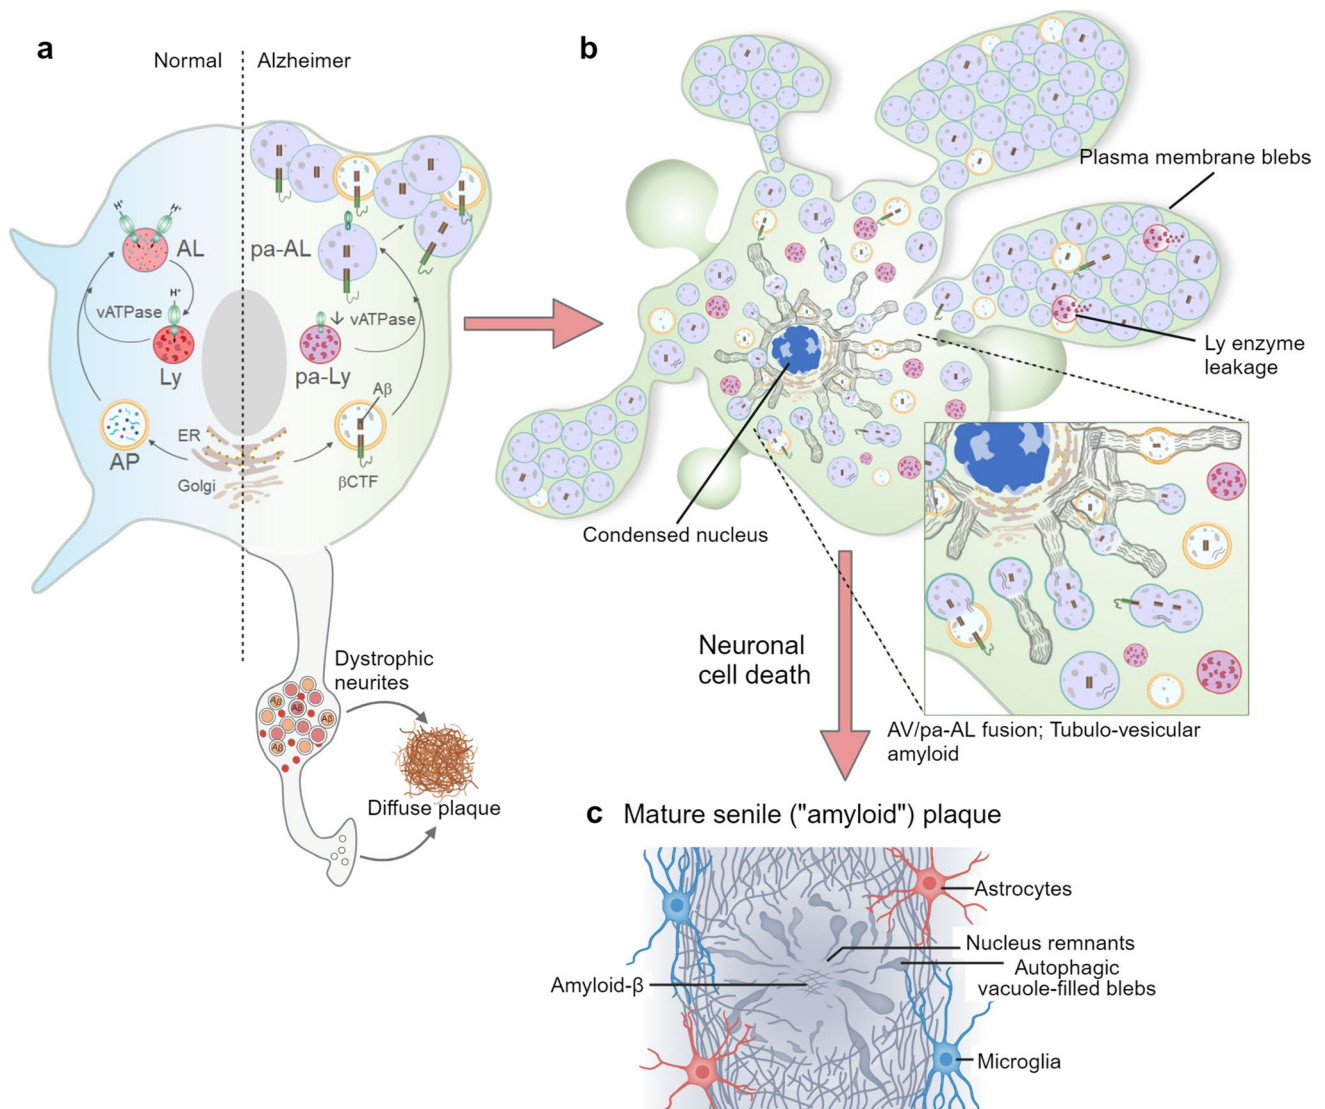 a
Normal
Alzheimer
H⁺
H⁺
AL
pa-AL
H⁺
vATPase
vATPase
Ly
pa-Ly
Aβ
ER
AP
Golgi
βCTF
Dystrophic
neurites
Aβ
Aβ
Aβ
Aβ
Diffuse plaque
b
Plasma membrane blebs
Ly enzyme
leakage
Condensed nucleus
Neuronal
cell death
AV/pa-AL fusion; Tubulo-vesicular
amyloid
c Mature senile ("amyloid") plaque
Astrocytes
Nucleus remnants
Autophagic
vacuole-filled blebs
Amyloid-β
Microglia